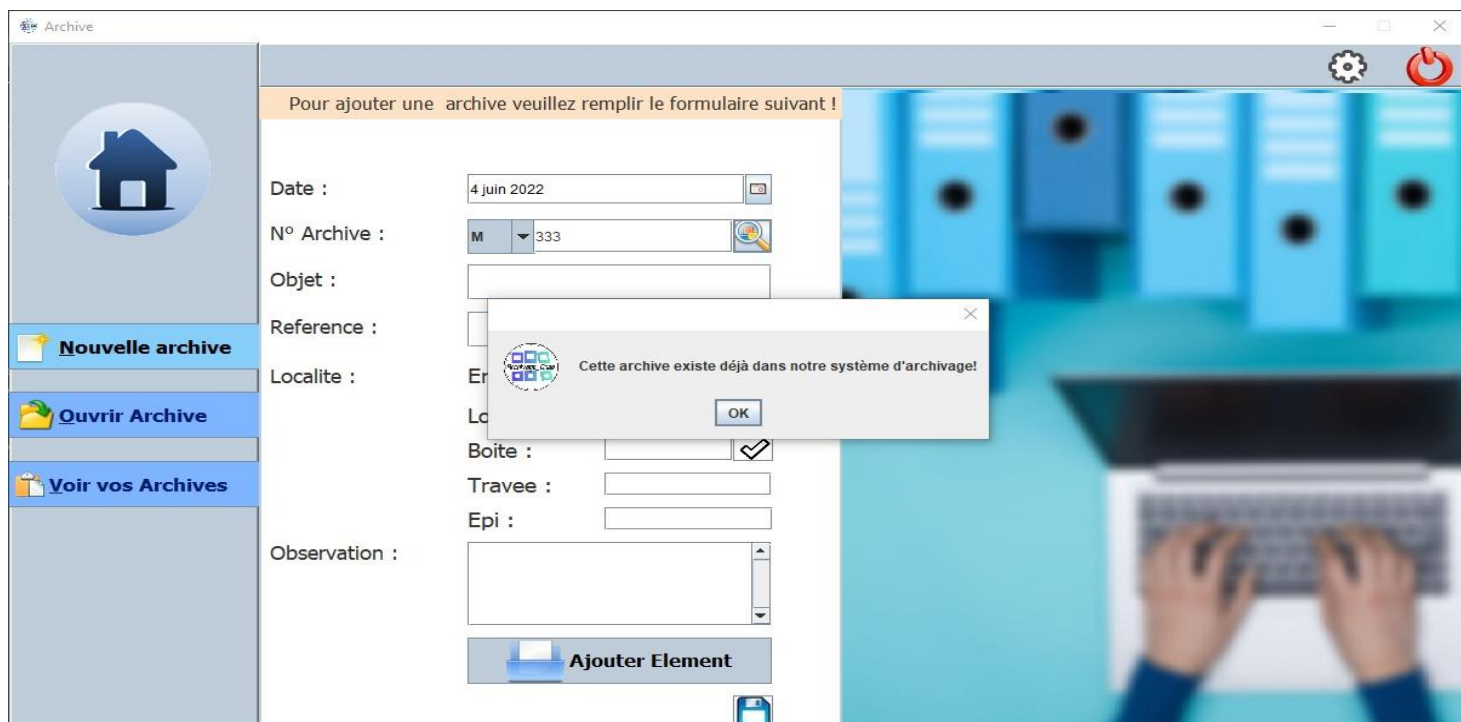 Archive
Pour ajouter une archive veuillez remplir le formulaire suivant !
Date :
4 juin 2022
N° Archive :
M
333
Objet :
Reference :
Cette archive existe déjà dans notre système d'archivage!
OK
Localite :
Boite :
Travee :
Epi :
Observation :
Ajouter Element
Nouvelle archive
Ouvrir Archive
Voir vos Archives